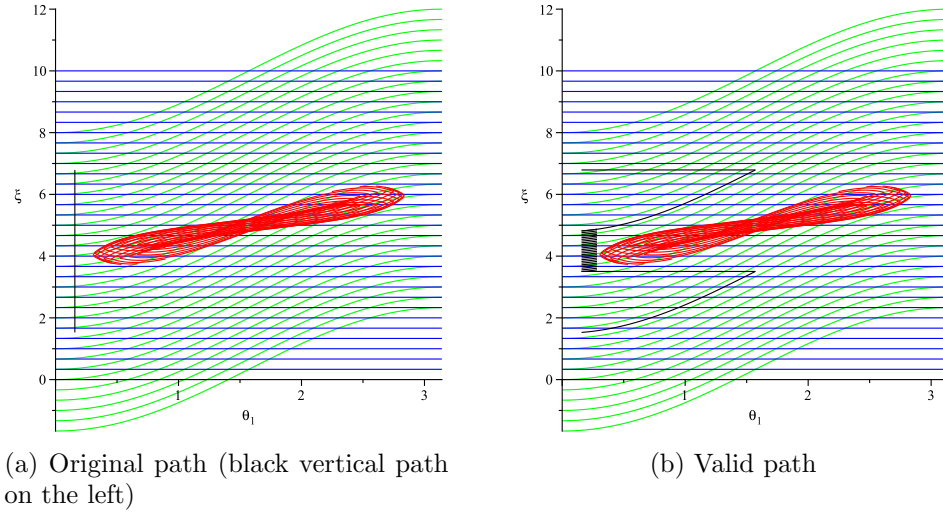 12
10
8
ξ
6
4
2
0
1
2
3
θ1
12
10
8
ξ
6
4
2
0
1
2
3
θ1
(a) Original path (black vertical path
on the left)
(b) Valid path